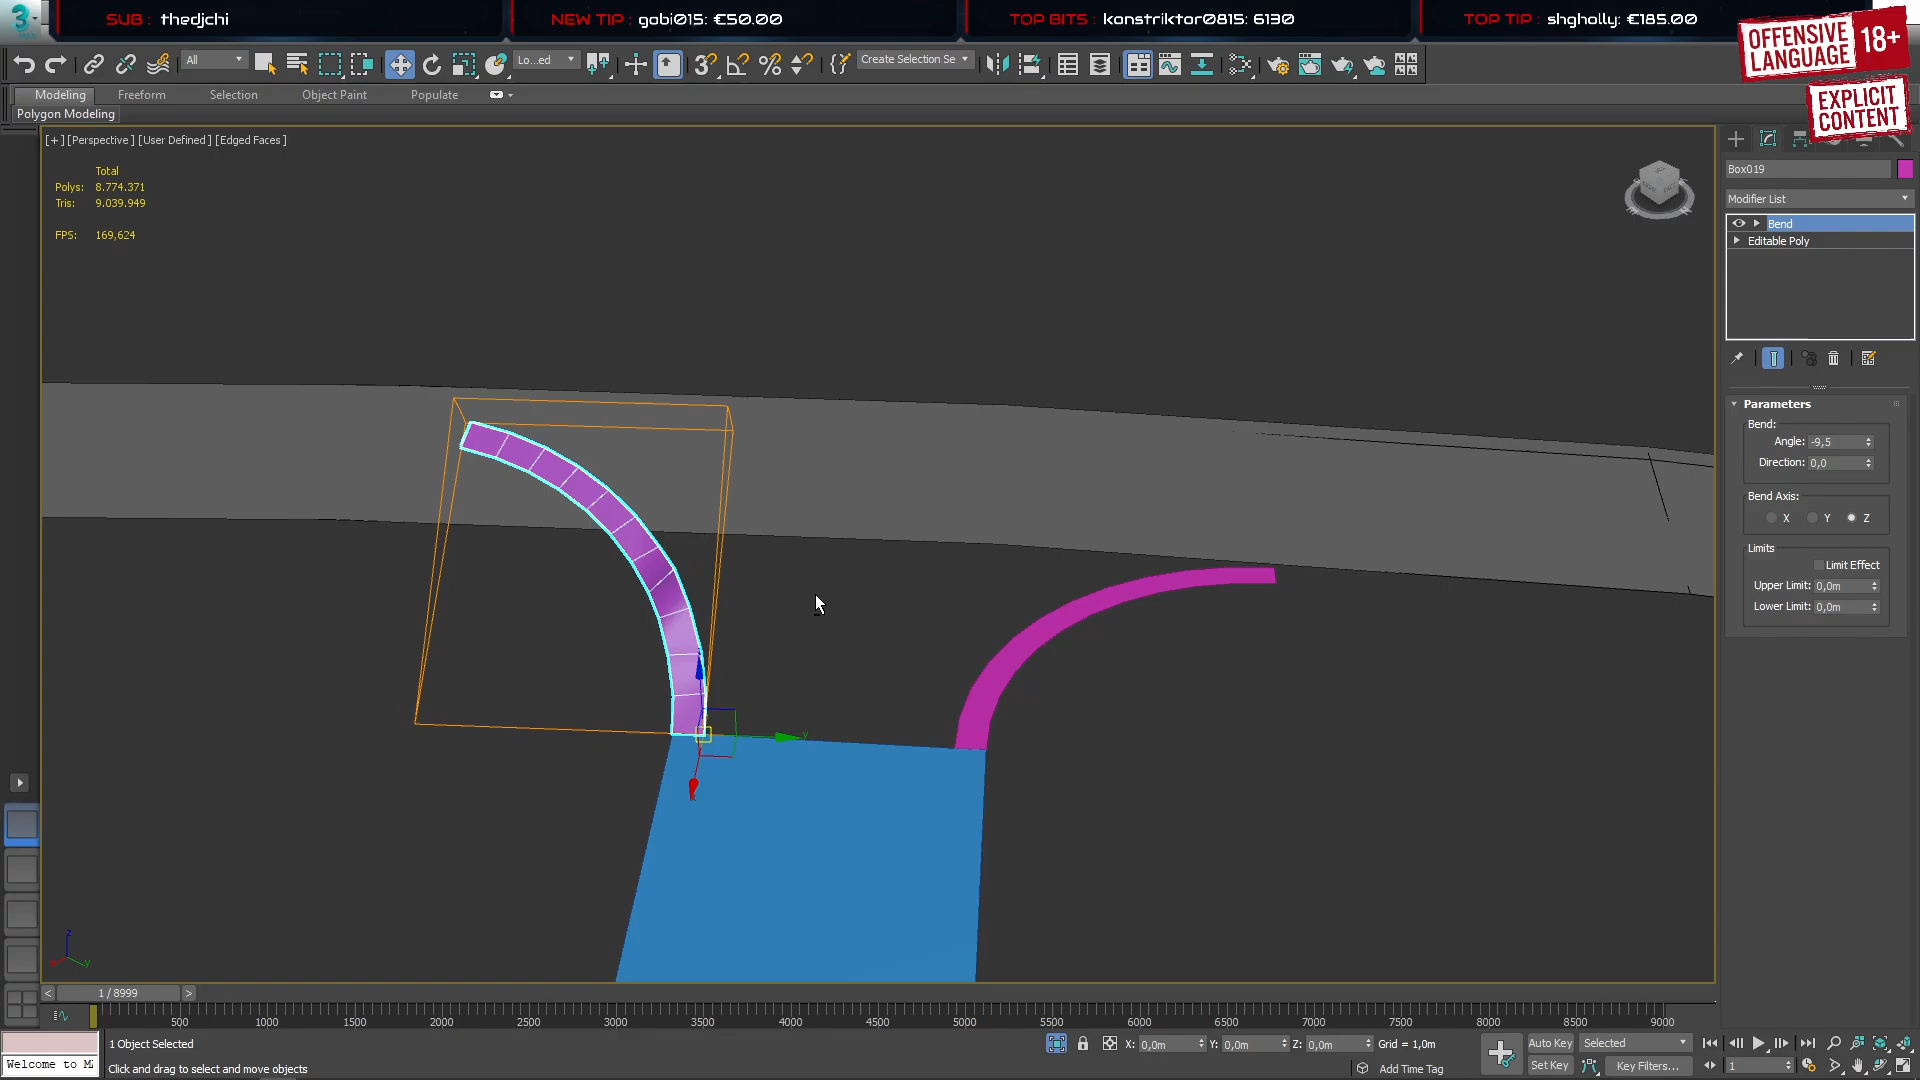 SUB : thedjchi
NEW TIP : gabi015: €50.00
TOP BITS : konstriktor0815: 6130
TOP TIP : shgholly: €185.00
OFFENSIVE LANGUAGE 18+
EXPLICIT CONTENT
3
All
Lo...ed
Create Selection Se
Modeling
Freeform
Selection
Object Paint
Populate
Polygon Modeling
[+] [Perspective ] [User Defined ] [Edged Faces ]
Total
Polys: 8.774.371
Tris: 9.039.949
FPS: 169,624
Box019
Modifier List
Bend
Editable Poly
Parameters
Bend:
Angle: -9,5
Direction: 0,0
Bend Axis:
X Y Z
Limits
Limit Effect
Upper Limit: 0,0m
Lower Limit: 0,0m
y
x
z
y
< 1 / 8999 >
500 1000 1500 2000 2500 3000 3500 4000 4500 5000 5500 6000 6500 7000 7500 8000 8500 9000
1 Object Selected
X: 0,0m Y: 0,0m Z: 0,0m Grid = 1,0m
Auto Key
Selected
Welcome to M
Click and drag to select and move objects
Add Time Tag
Set Key
Key Filters...
1